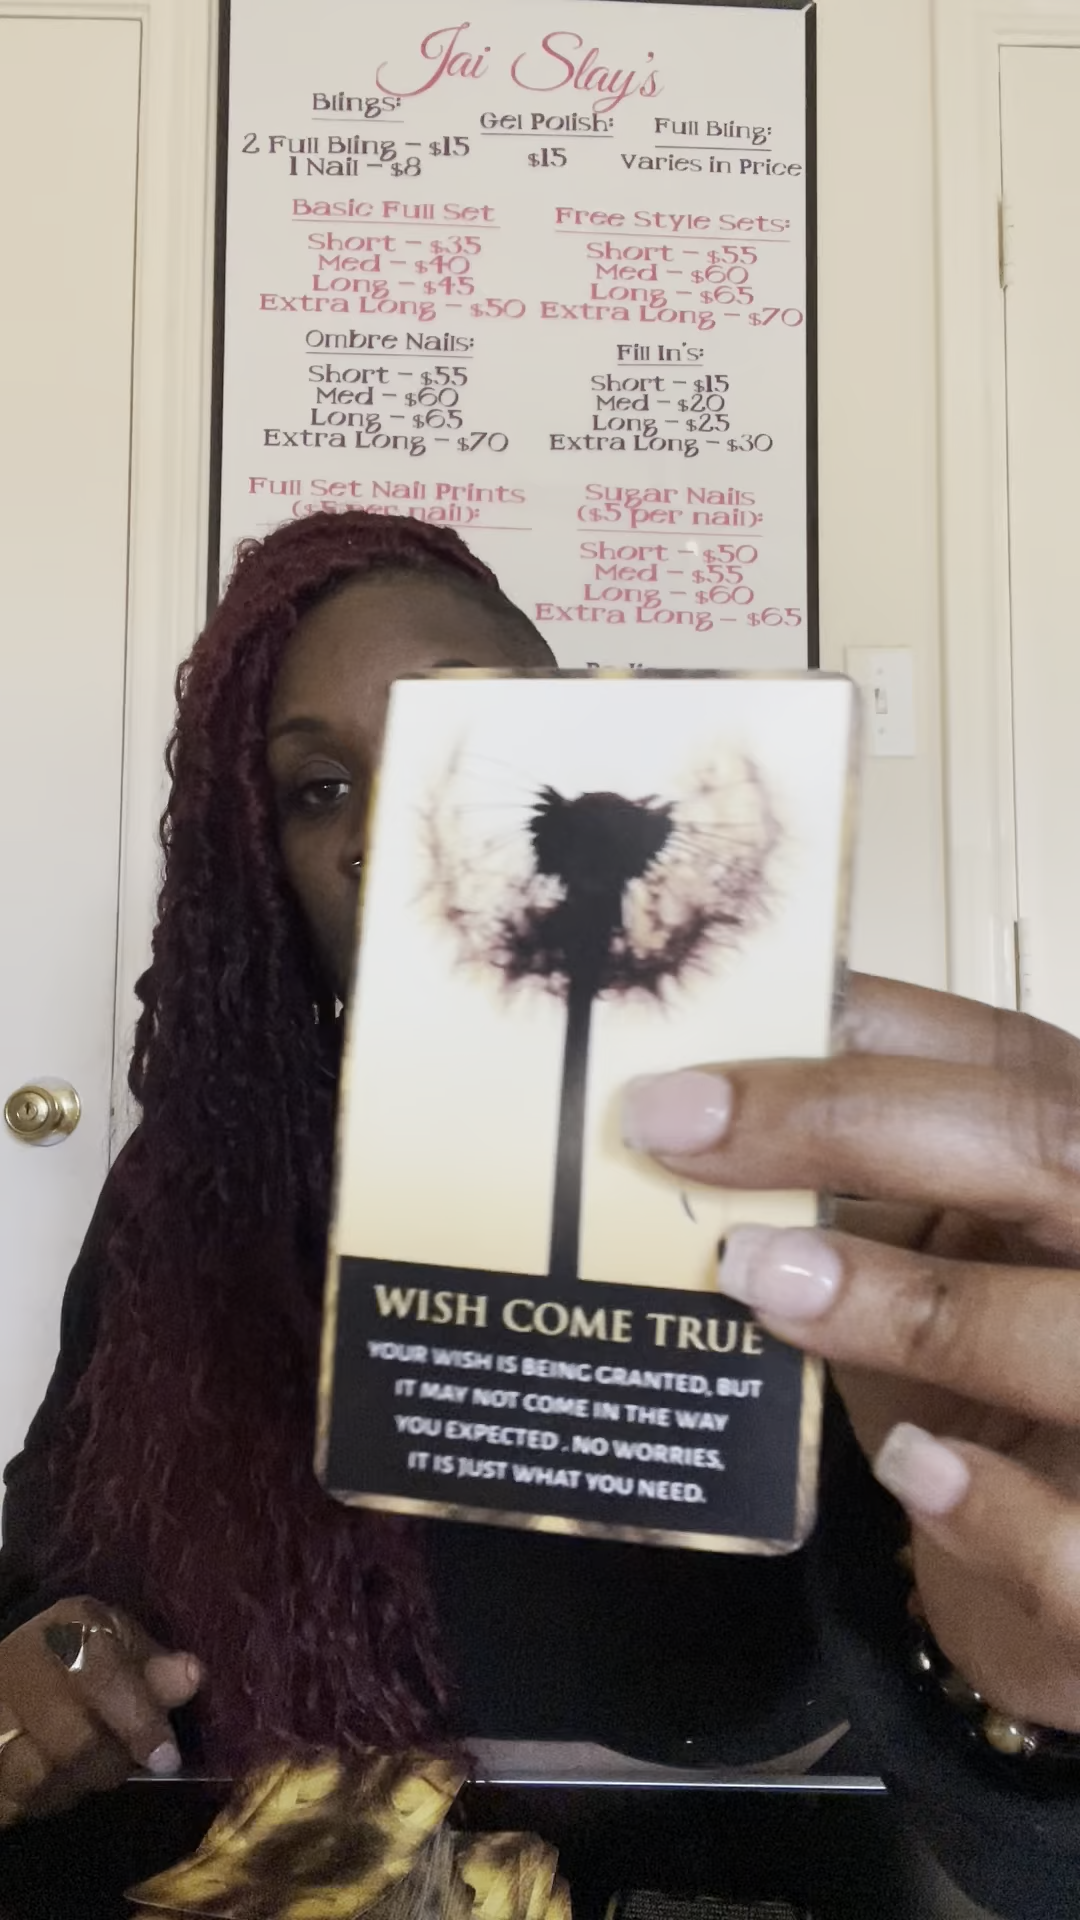 Jai Slay's
Blings:
2 Full Bling - $15
1 Nail - $8
Gel Polish:
$15
Full Bling:
Varies in Price
Basic Full Set
Short - $35
Med - $40
Long - $45
Extra Long - $50
Free Style Sets:
Short - $55
Med - $60
Long - $65
Extra Long - $70
Ombre Nails:
Short - $55
Med - $60
Long - $65
Extra Long - $70
Fill In's:
Short - $15
Med - $20
Long - $25
Extra Long - $30
Full Set Nail Prints
($5 per nail):
Sugar Nails
($5 per nail):
Short - $50
Med - $55
Long - $60
Extra Long - $65
WISH COME TRUE
YOUR WISH IS BEING GRANTED, BUT
IT MAY NOT COME IN THE WAY
YOU EXPECTED . NO WORRIES,
IT IS JUST WHAT YOU NEED.